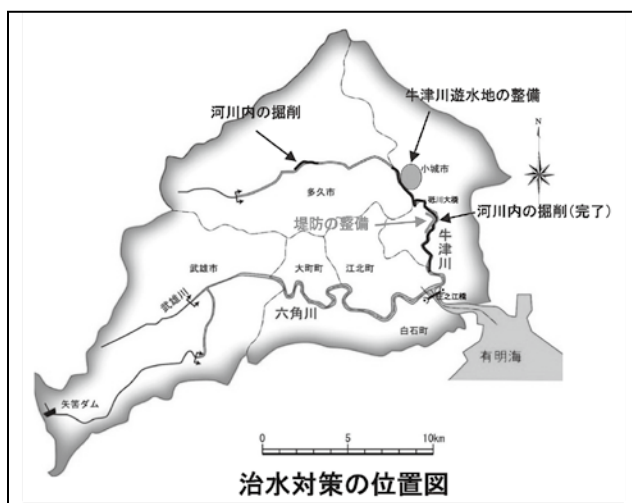 牛津川遊水地の整備
河川内の掘削
N
小城市
多久市
砥川大橋
河川内の掘削(完了)
堤防の整備
牛津川
武雄市
大町町
江北町
武雄川
六角川
住之江橋
白石町
有明海
矢筈ダム
0 5 10km
治水対策の位置図